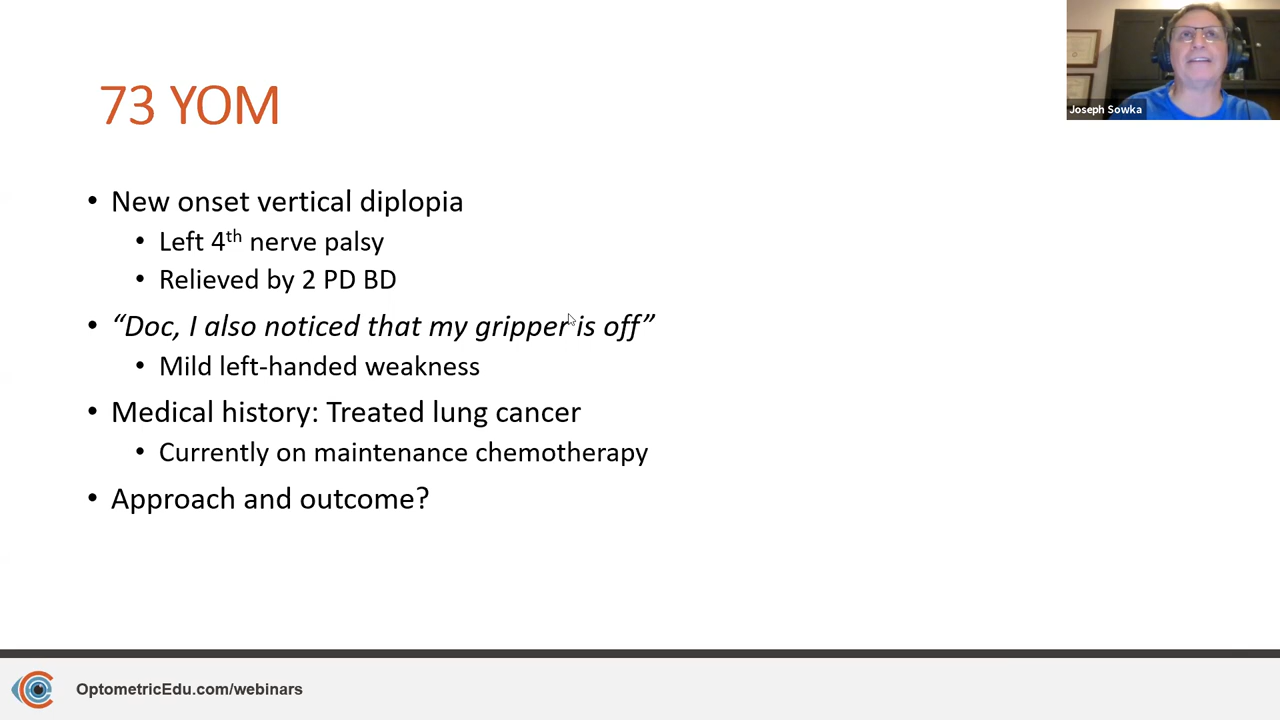 Joseph Sowka
73 YOM
• New onset vertical diplopia
• Left 4th nerve palsy
• Relieved by 2 PD BD
• “Doc, I also noticed that my gripper is off”
• Mild left-handed weakness
• Medical history: Treated lung cancer
• Currently on maintenance chemotherapy
• Approach and outcome?
OptometricEdu.com/webinars